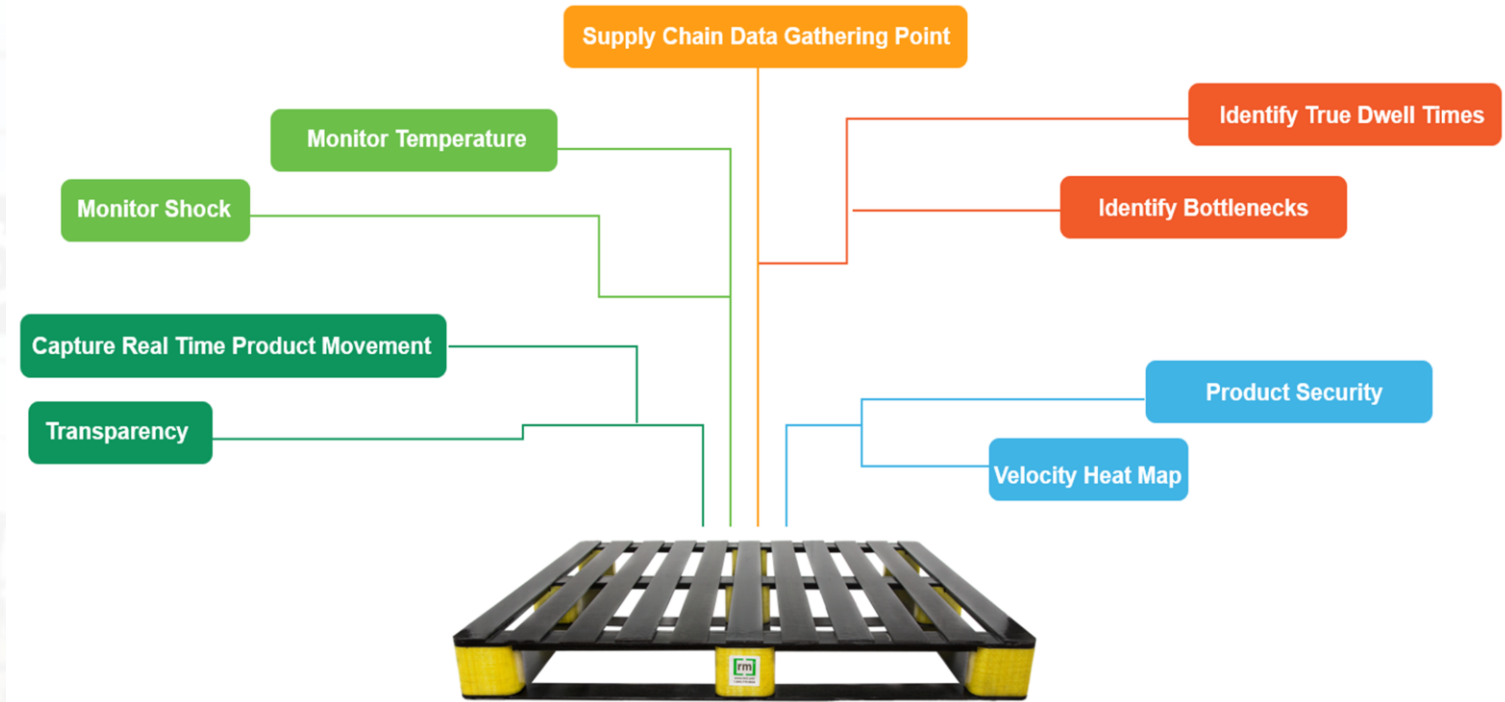 Supply Chain Data Gathering Point
Identify True Dwell Times
Monitor Temperature
Monitor Shock
Identify Bottlenecks
Capture Real Time Product Movement
Product Security
Transparency
Velocity Heat Map
rm